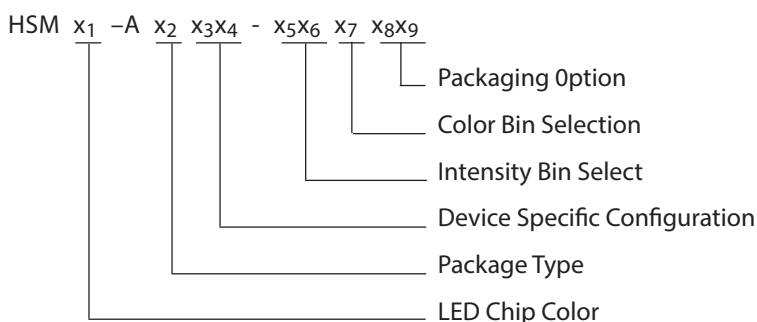 HSM x1 –A x2 x3x4 - x5x6 x7 x8x9
Packaging 0ption
Color Bin Selection
Intensity Bin Select
Device Specific Configuration
Package Type
LED Chip Color